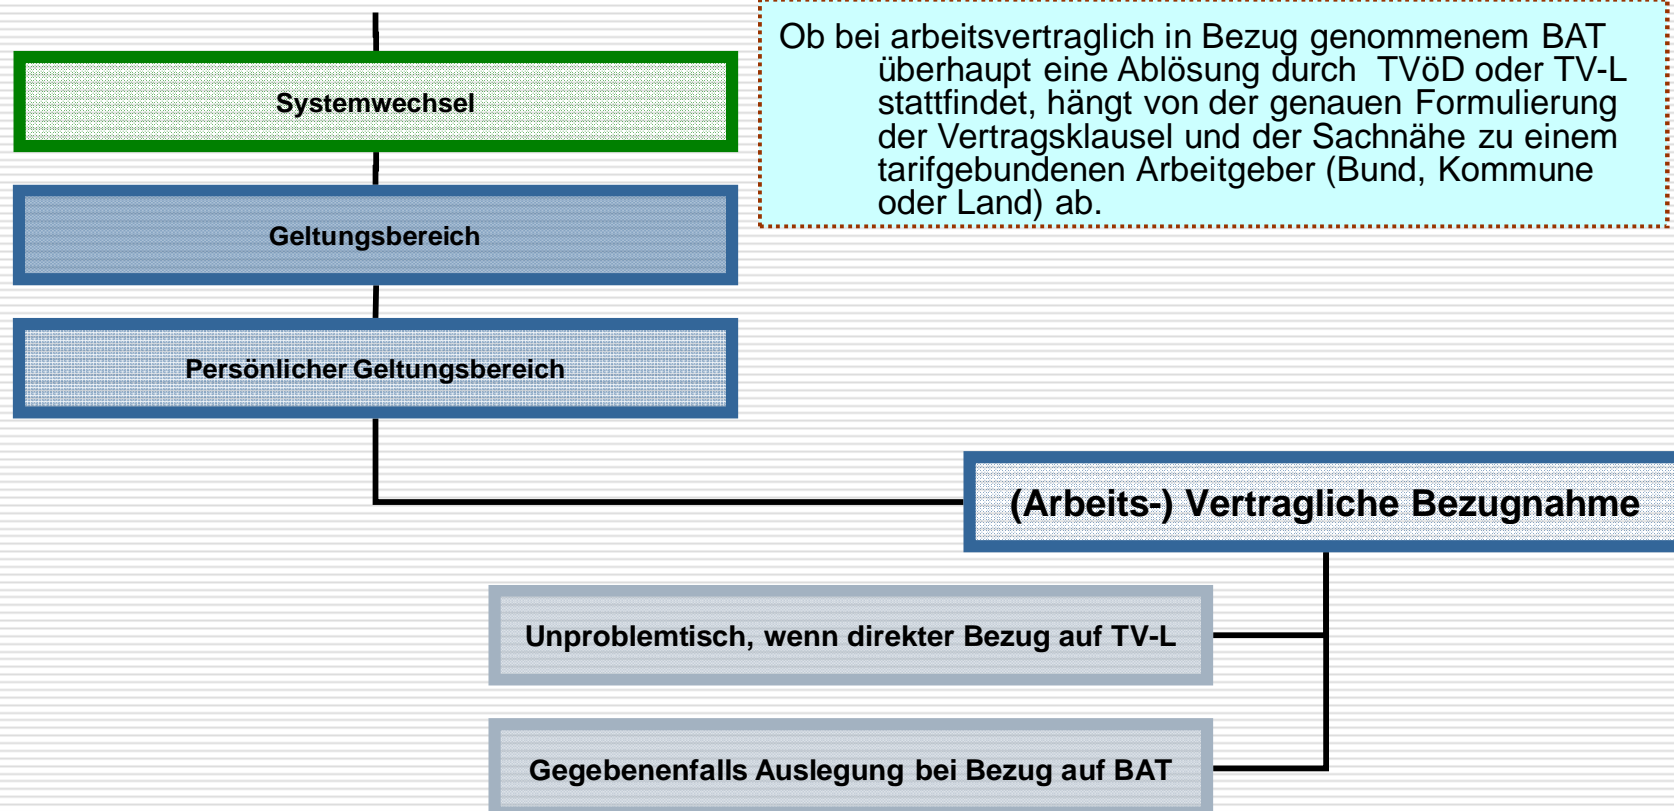 Ob bei arbeitsvertraglich in Bezug genommenem BAT
überhaupt eine Ablösung durch TVöD oder TV-L
stattfindet, hängt von der genauen Formulierung
der Vertragsklausel und der Sachnähe zu einem
tarifgebundenen Arbeitgeber (Bund, Kommune
oder Land) ab.
Systemwechsel
Geltungsbereich
Persönlicher Geltungsbereich
(Arbeits-) Vertragliche Bezugnahme
Unproblemtisch, wenn direkter Bezug auf TV-L
Gegebenenfalls Auslegung bei Bezug auf BAT